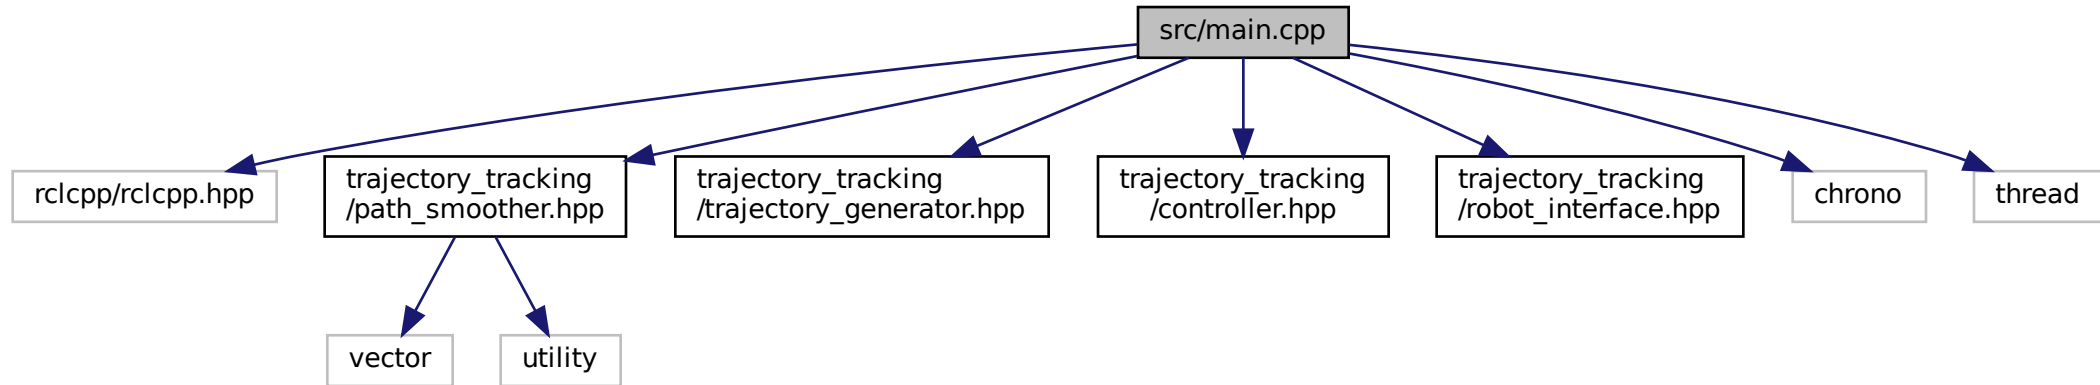 src/main.cpp
rclcpp/rclcpp.hpp
trajectory_tracking
/path_smoother.hpp
trajectory_tracking
/trajectory_generator.hpp
trajectory_tracking
/controller.hpp
trajectory_tracking
/robot_interface.hpp
chrono
thread
vector
utility